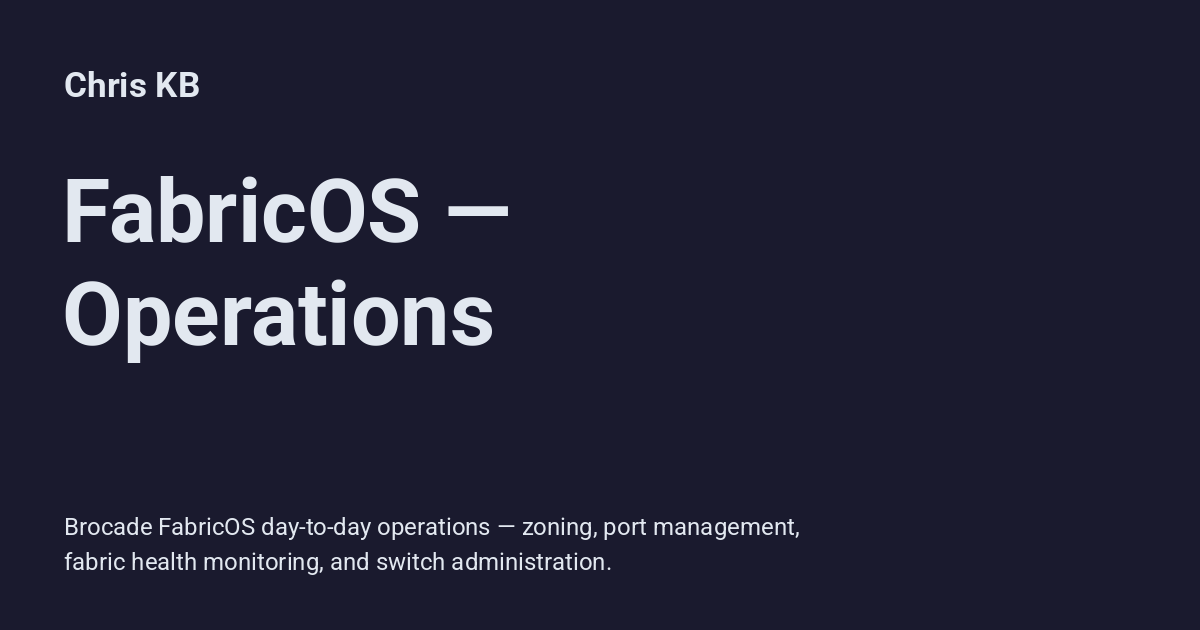 Chris KB
FabricOS —
Operations
Brocade FabricOS day-to-day operations — zoning, port management,
fabric health monitoring, and switch administration.